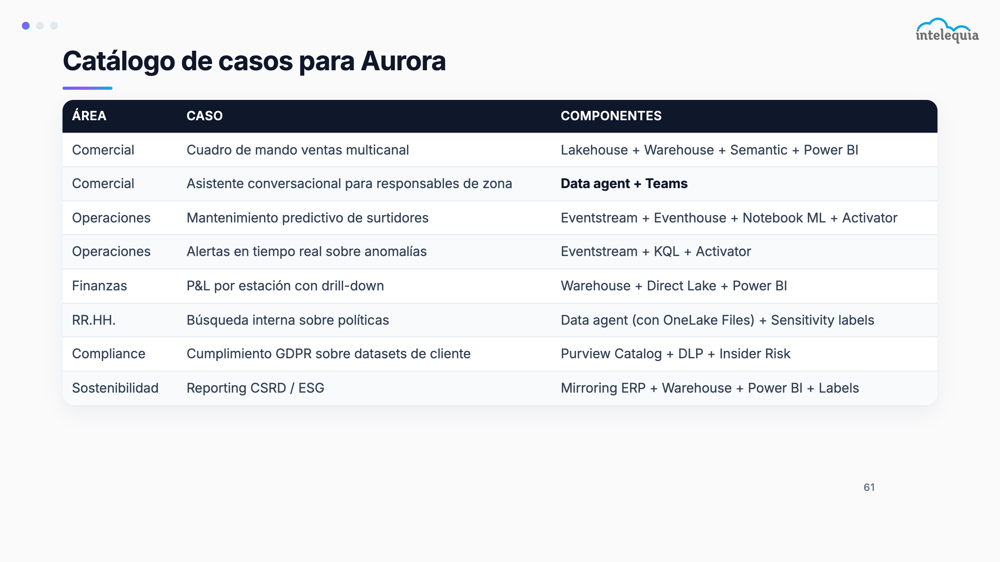 intelequia
Catálogo de casos para Aurora
ÁREA CASO COMPONENTES
Comercial Cuadro de mando ventas multicanal Lakehouse + Warehouse + Semantic + Power BI
Comercial Asistente conversacional para responsables de zona Data agent + Teams
Operaciones Mantenimiento predictivo de surtidores Eventstream + Eventhouse + Notebook ML + Activator
Operaciones Alertas en tiempo real sobre anomalías Eventstream + KQL + Activator
Finanzas P&L por estación con drill-down Warehouse + Direct Lake + Power BI
RR.HH. Búsqueda interna sobre políticas Data agent (con OneLake Files) + Sensitivity labels
Compliance Cumplimiento GDPR sobre datasets de cliente Purview Catalog + DLP + Insider Risk
Sostenibilidad Reporting CSRD / ESG Mirroring ERP + Warehouse + Power BI + Labels
61